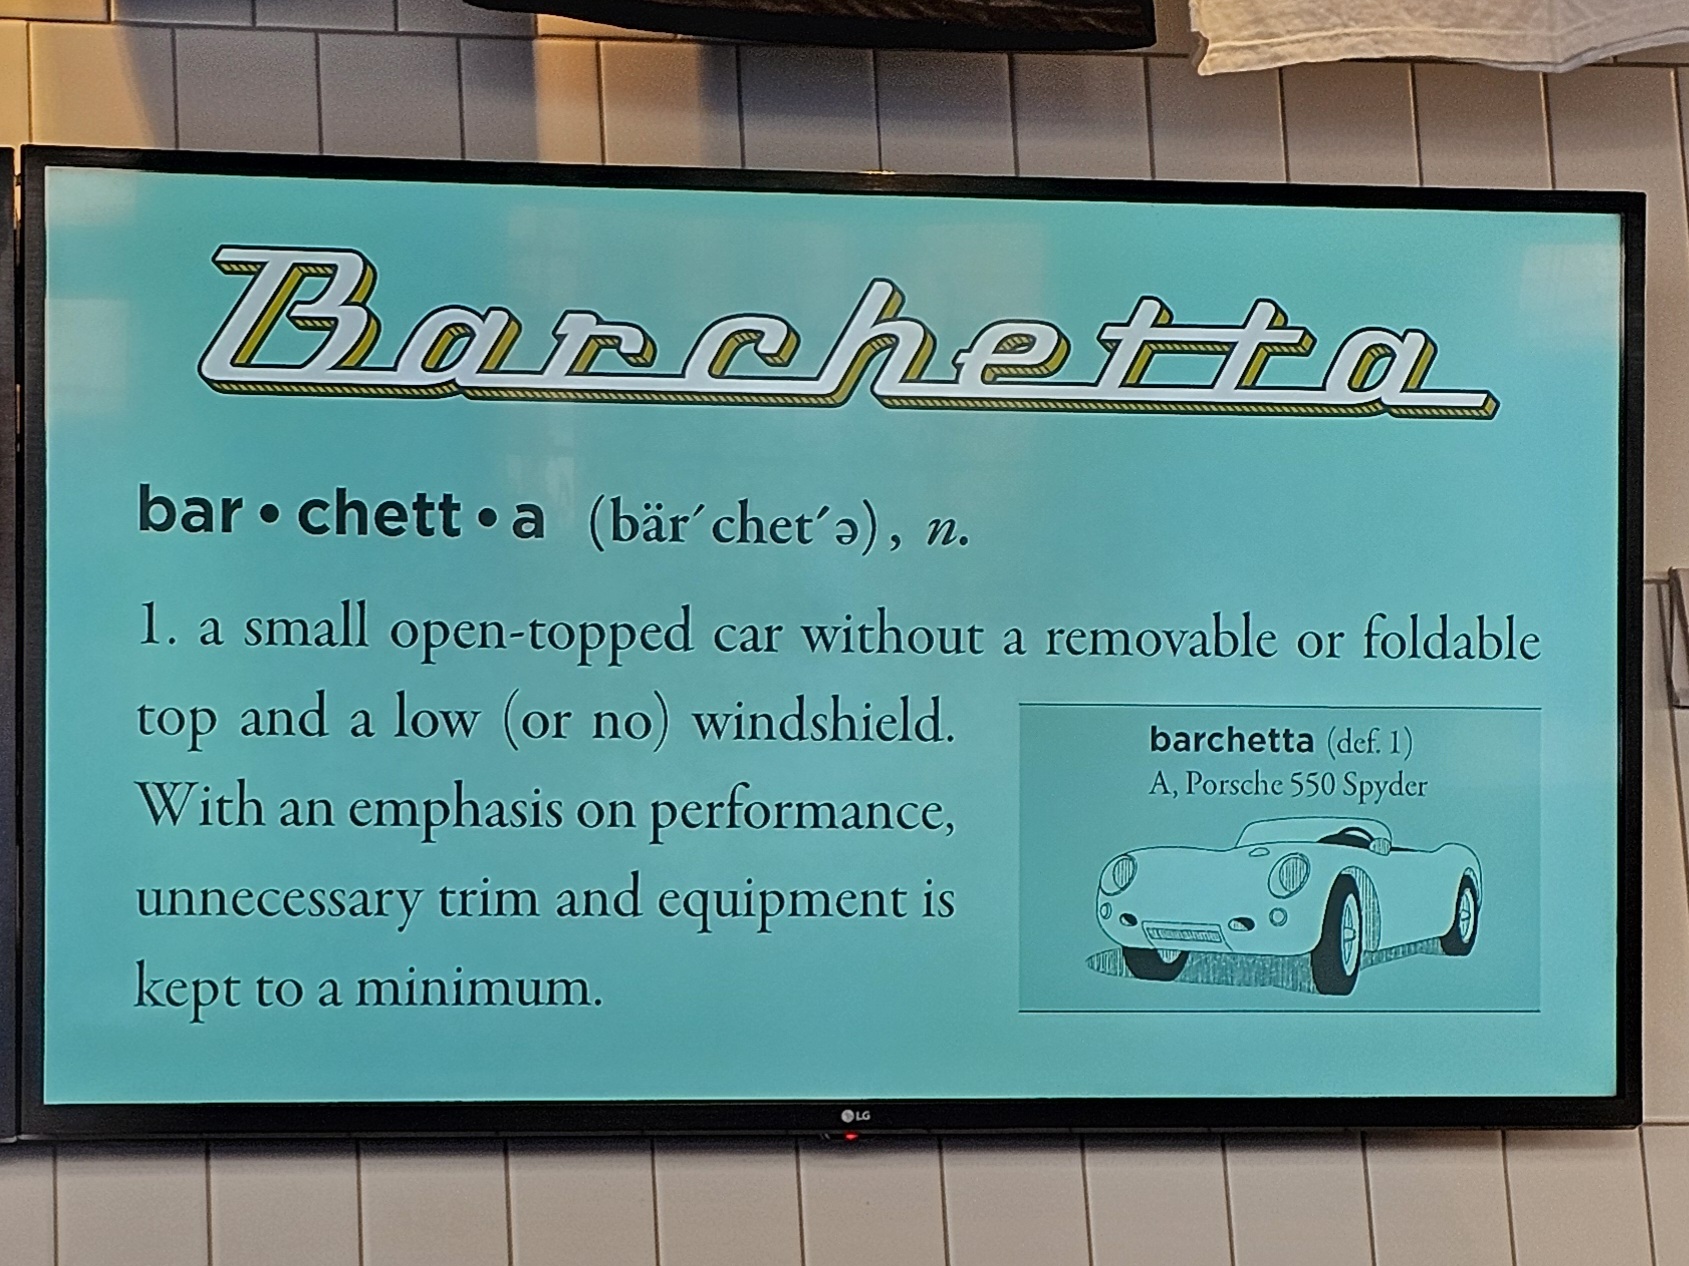 Barchetta
bar • chett • a (bär′chet′ə), n.
1. a small open-topped car without a removable or foldable
top and a low (or no) windshield.
With an emphasis on performance,
unnecessary trim and equipment is
kept to a minimum.
barchetta (def. 1)
A, Porsche 550 Spyder
LG